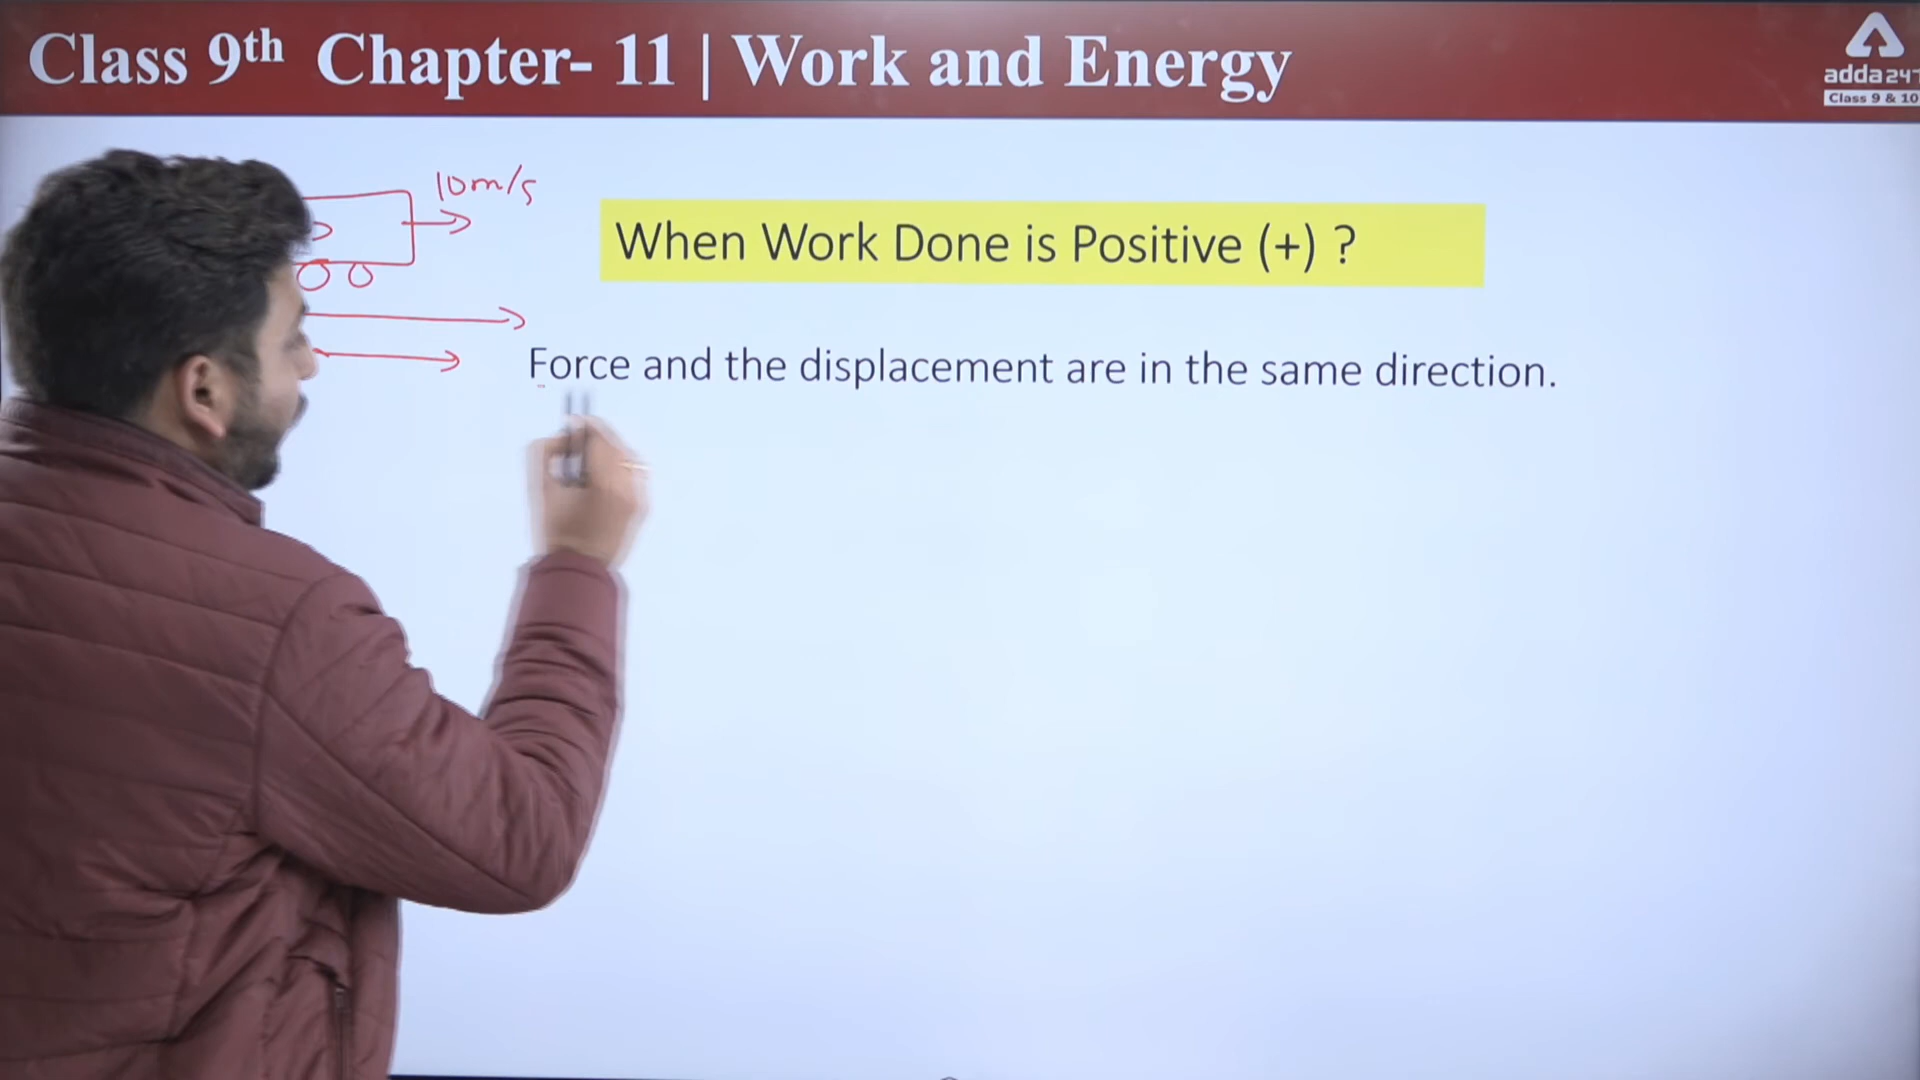 Class 9th Chapter- 11 | Work and Energy
adda247
Class 9 & 10
10m/s
When Work Done is Positive (+) ?
Force and the displacement are in the same direction.